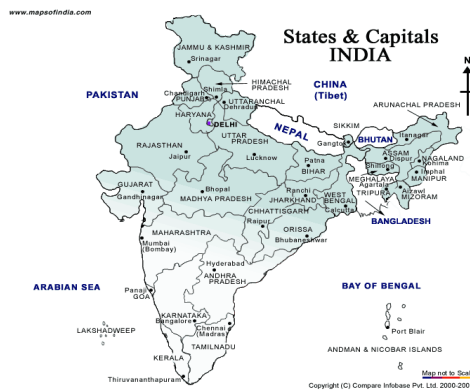 www.mapsofindia.com
States & Capitals
INDIA
N
JAMMU & KASHMIR
Srinagar
HIMACHAL
PRADESH
CHINA
(Tibet)
PAKISTAN
Chandigarh
Shimla
PUNJAB
UTTARANCHAL
Dehradun
ARUNACHAL PRADESH
HARYANA
DELHI
NEPAL
SIKKIM
Gangtok
BHUTAN
Itanagar
UTTAR
PRADESH
RAJASTHAN
Jaipur
Lucknow
Patna
BIHAR
ASSAM
Dispur
NAGALAND
Kohima
Shillong
Imphal
MANIPUR
MEGHALAYA
Agartala
Aizawl
TRIPURA
MIZORAM
GUJARAT
Gandhinagar
Bhopal
MADHYA PRADESH
Ranchi
JHARKHAND
WEST
BENGAL
Calcutta
BANGLADESH
CHHATTISGARH
Raipur
ORISSA
Bhubaneshwar
MAHARASHTRA
Mumbai
(Bombay)
Hyderabad
ANDHRA
PRADESH
ARABIAN SEA
BAY OF BENGAL
Panaji
GOA
KARNATAKA
Bangalore
Chennai
(Madras)
LAKSHADWEEP
TAMILNADU
KERALA
Thiruvananthapuram
Port Blair
ANDMAN & NICOBAR ISLANDS
Map not to Scal
Copyright (C) Compare Infobase Pvt. Ltd. 2000-200